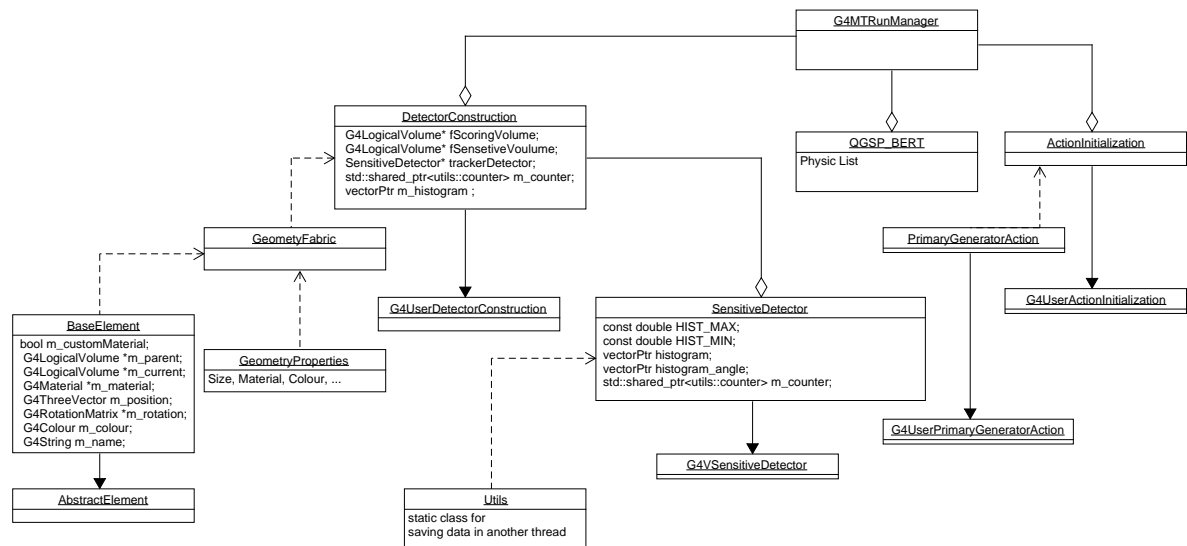 G4MTRunManager
DetectorConstruction
G4LogicalVolume* fScoringVolume;
G4LogicalVolume* fSensetiveVoulume;
SensitiveDetector* trackerDetector;
std::shared_ptr<utils::counter> m_counter;
vectorPtr m_histogram ;
QGSP_BERT
Physic List
ActionInitialization
GeometyFabric
PrimaryGeneratorAction
G4UserDetectorConstruction
SensitiveDetector
const double HIST_MAX;
const double HIST_MIN;
vectorPtr histogram;
vectorPtr histogram_angle;
std::shared_ptr<utils::counter> m_counter;
G4UserActionInitialization
BaseElement
bool m_customMaterial;
G4LogicalVolume *m_parent;
G4LogicalVolume *m_current;
G4Material *m_material;
G4ThreeVector m_position;
G4RotationMatrix *m_rotation;
G4Colour m_colour;
G4String m_name;
GeometryProperties
Size, Material, Colour, ...
G4UserPrimaryGeneratorAction
G4VSensitiveDetector
AbstractElement
Utils
static class for
saving data in another thread